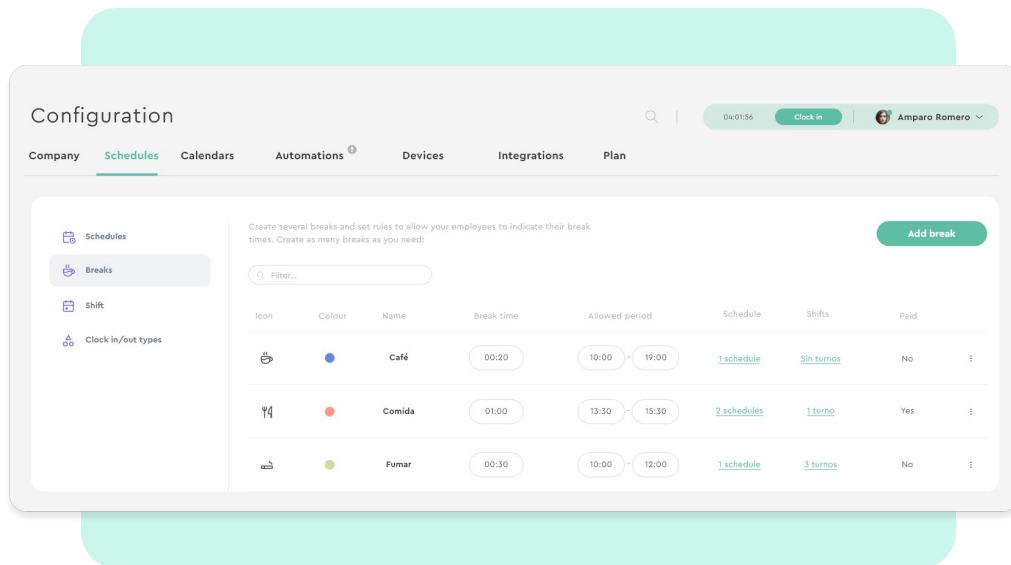 Configuration
04:01:56 Clock in Amparo Romero
Company Schedules Calendars Automations Devices Integrations Plan
Schedules
Breaks
Shift
Clock in/out types
Create several breaks and set rules to allow your employees to indicate their break
times. Create as many breaks as you need!
Add break
Filter...
Icon Colour Name Break time Allowed period Schedule Shifts Paid
Café 00:20 10:00 - 19:00 1 schedule Sin turnos No
Comida 01:00 13:30 - 15:30 2 schedules 1 turno Yes
Fumar 00:30 10:00 - 12:00 1 schedule 3 turnos No